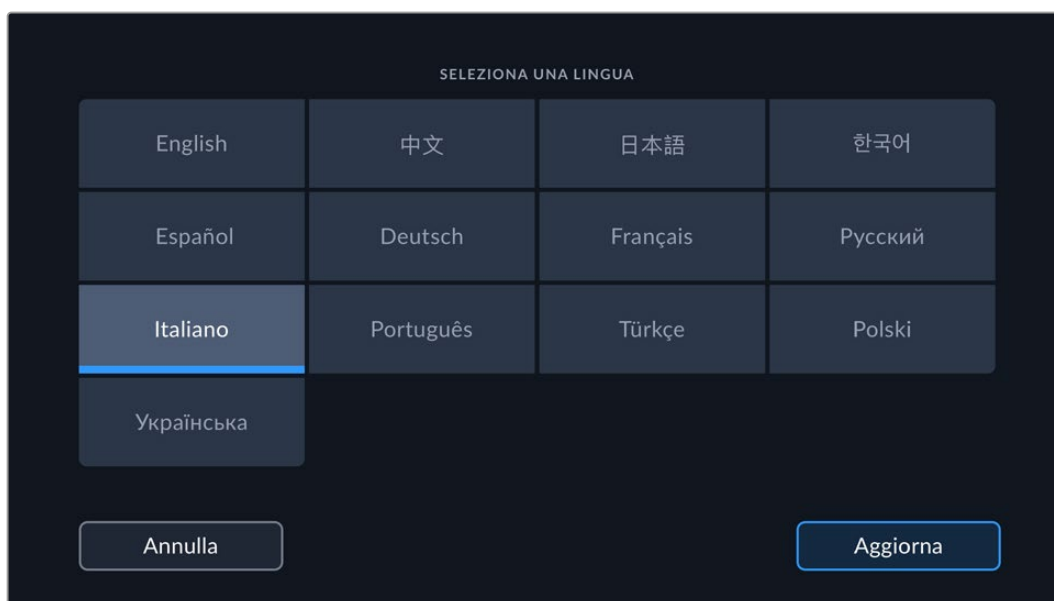 SELEZIONA UNA LINGUA
English
中文
日本語
한국어
Español
Deutsch
Français
Русский
Italiano
Português
Türkçe
Polski
Українська
Annulla
Aggiorna